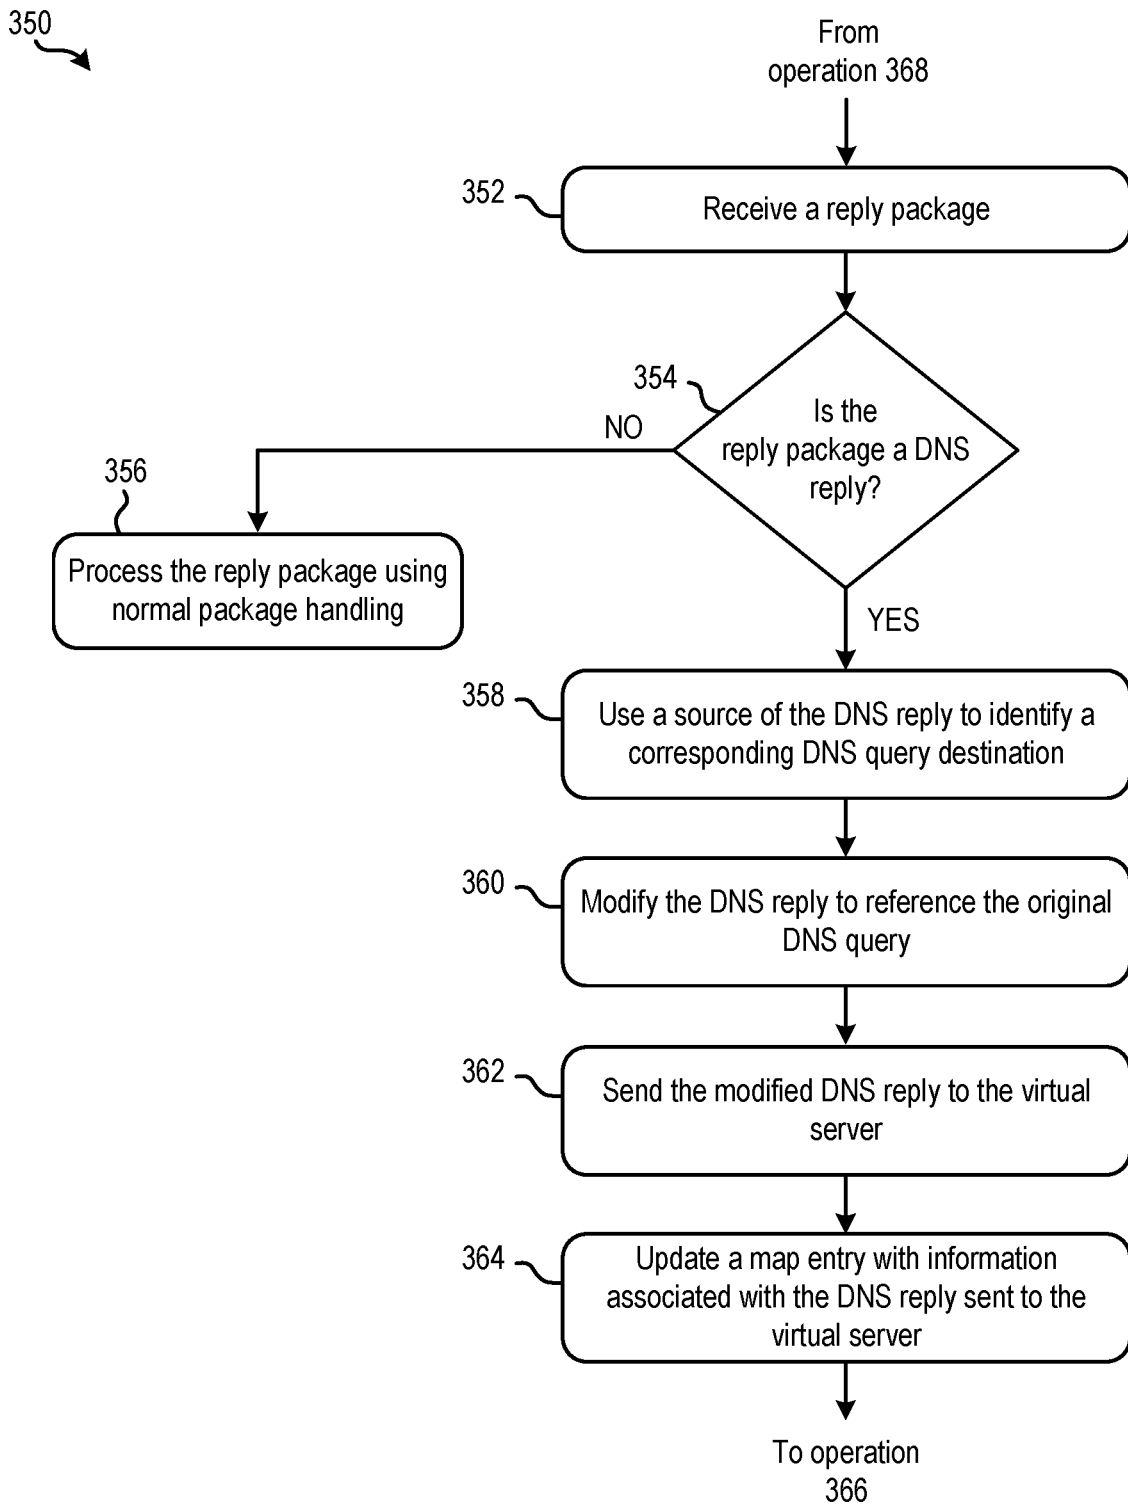 350
From
operation 368
352
Receive a reply package
354
Is the
reply package a DNS
reply?
NO
356
Process the reply package using
normal package handling
YES
358
Use a source of the DNS reply to identify a
corresponding DNS query destination
360
Modify the DNS reply to reference the original
DNS query
362
Send the modified DNS reply to the virtual
server
364
Update a map entry with information
associated with the DNS reply sent to the
virtual server
To operation
366